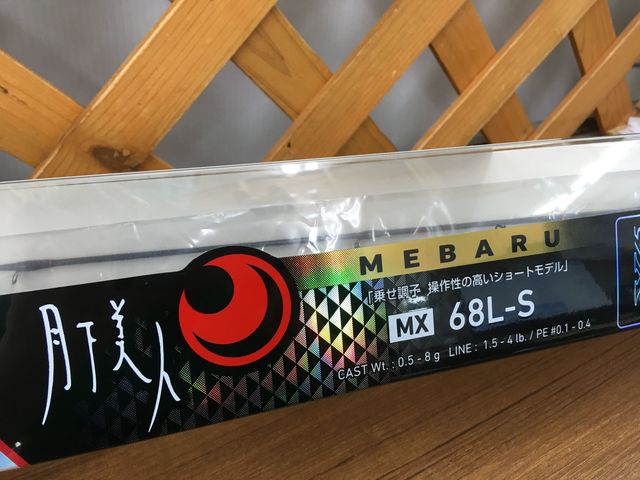 月下美人
MEBARU
「乗せ調子 操作性の高いショートモデル」
MX 68L-S
CAST Wt. : 0.5 - 8 g LINE : 1.5 - 4 lb. / PE #0.1 - 0.4